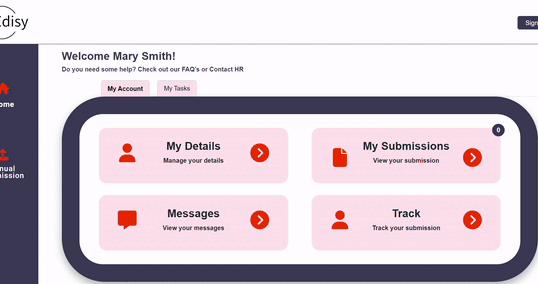 disy
Sign
Welcome Mary Smith!
Do you need some help? Check out our FAQ's or Contact HR
My Account
My Tasks
ome
nual
ission
0
My Details
Manage your details
My Submissions
View your submission
Messages
View your messages
Track
Track your submission